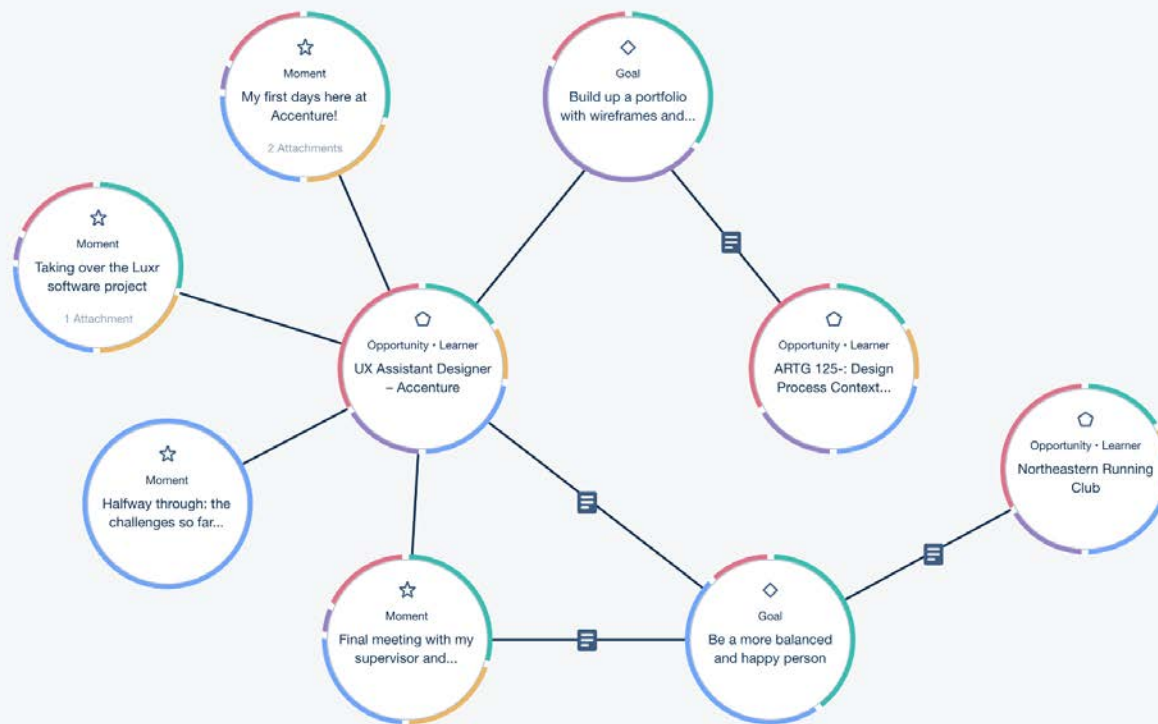 Moment
My first days here at
Accenture!
2 Attachments
Goal
Build up a portfolio
with wireframes and...
Moment
Taking over the Luxr
software project
1 Attachment
Opportunity • Learner
UX Assistant Designer
– Accenture
Opportunity • Learner
ARTG 125-: Design
Process Context...
Opportunity • Learner
Northeastern Running
Club
Moment
Halfway through: the
challenges so far...
Moment
Final meeting with my
supervisor and...
Goal
Be a more balanced
and happy person